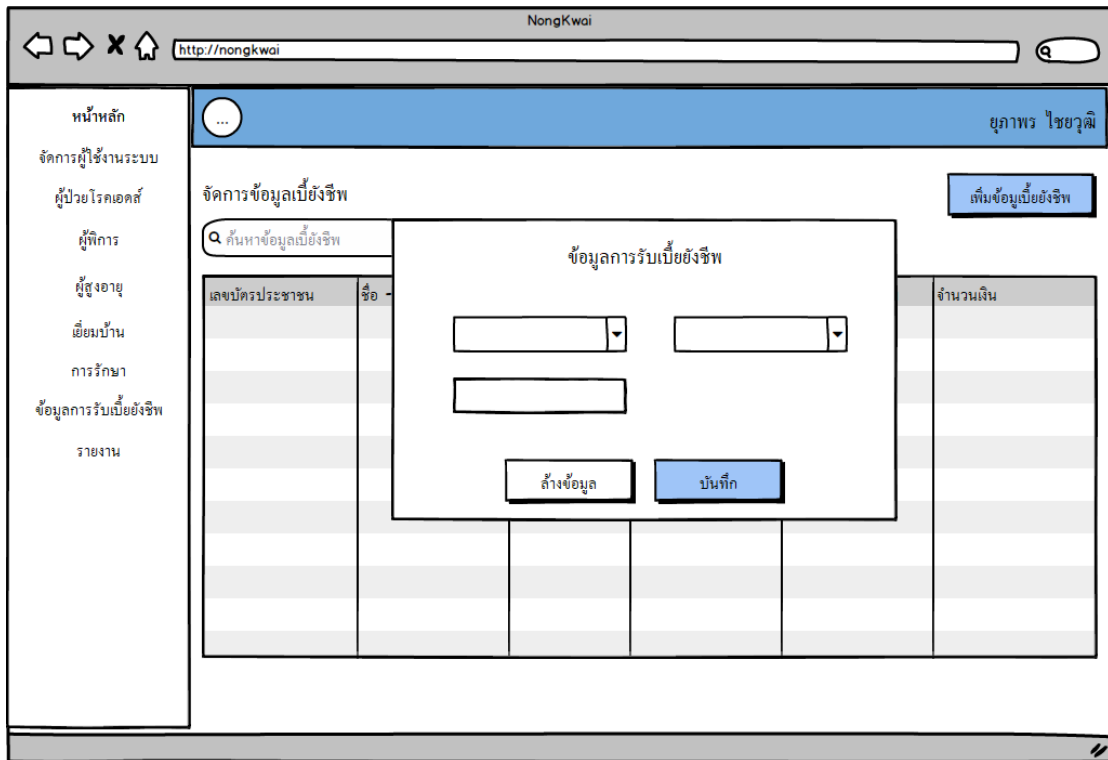 NongKwai
http://nongkwai
หน้าหลัก
จัดการผู้ใช้งานระบบ
ผู้ป่วยโรคเอดส์
ผู้พิการ
ผู้สูงอายุ
เยี่ยมบ้าน
การรักษา
ข้อมูลการรับเบี้ยยังชีพ
รายงาน
...
ยุภาพร ไชยวุฒิ
จัดการข้อมูลเบี้ยังชีพ
เพิ่มข้อมูเบี้ยยังชีพ
ค้นหาข้อมูลเบี้ยังชีพ
เลขบัตรประชาชน ชื่อ - จำนวนเงิน
ข้อมูลการรับเบี้ยยังชีพ
ล้างข้อมูล บันทึก